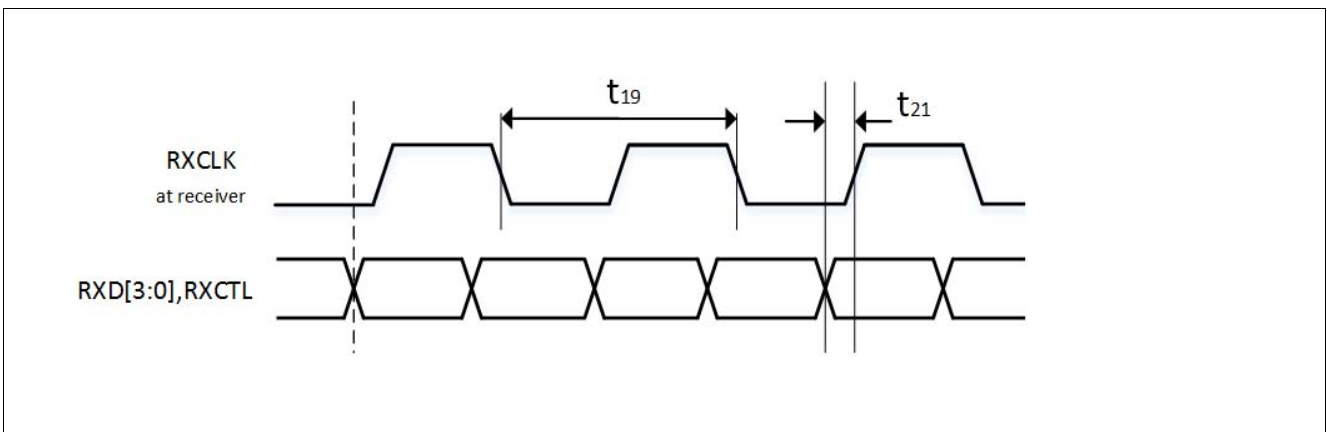 t19
t21
RXCLK
at receiver
RXD[3:0],RXCTL